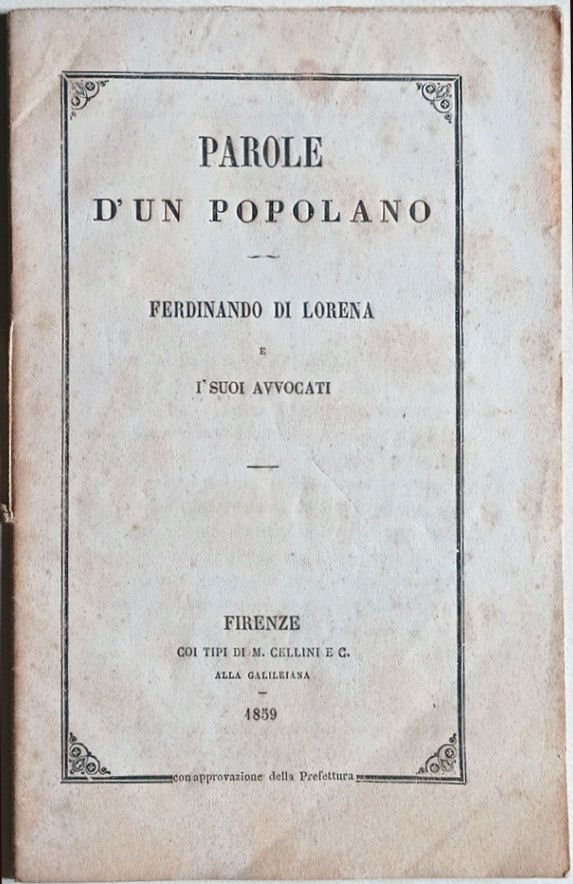 PAROLE
D'UN POPOLANO
FERDINANDO DI LORENA
E
I' SUOI AVVOCATI
FIRENZE
COI TIPI DI M. CELLINI E C.
ALLA GALILEIANA
1859
con approvazione della Prefettura